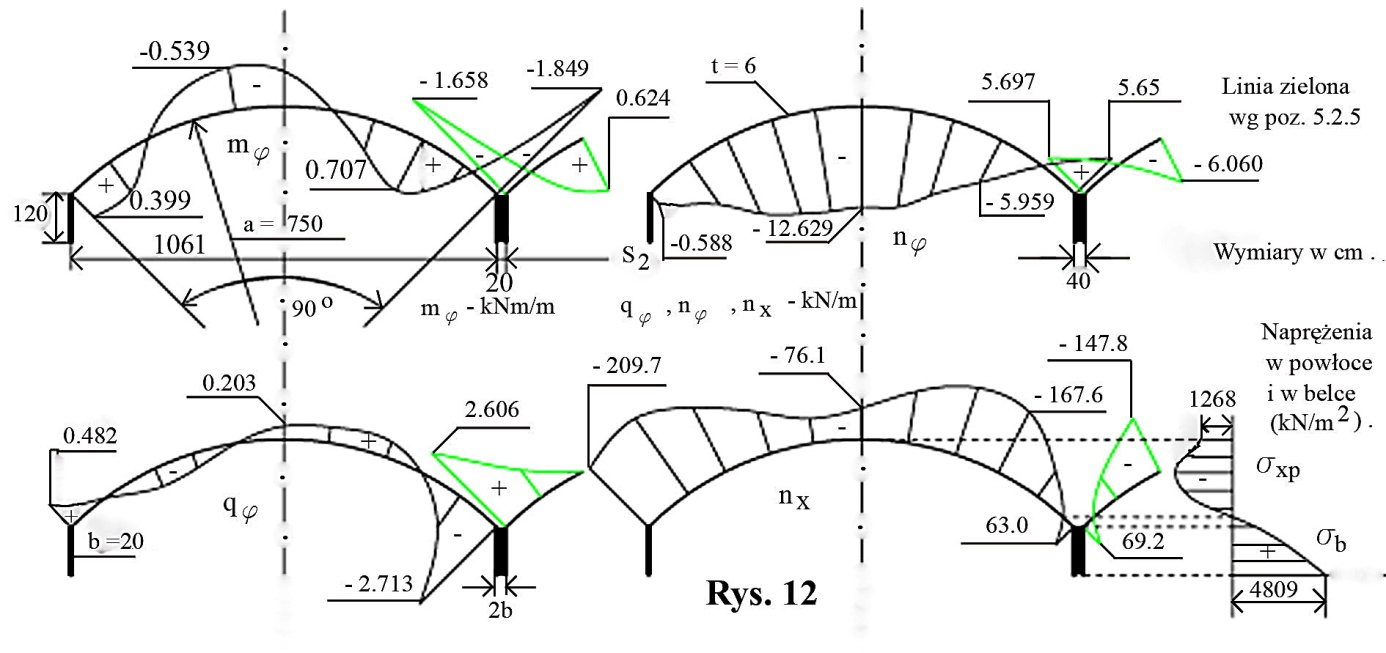 -0.539
-
- 1.658
-1.849
0.624
m φ
+
0.399
0.707
+
-
-
+
120
a = 750
1061
90 o
20
m φ - kNm/m
t = 6
5.697
5.65
Linia zielona
wg poz. 5.2.5
-
+
-
- 6.060
- 5.959
- 12.629
-0.588
n φ
S 2
40
Wymiary w cm .
q φ , n φ , n x - kN/m
0.203
0.482
2.606
+
-
+
+
-
q φ
b =20
- 2.713
2b
- 209.7
- 76.1
- 147.8
- 167.6
-
-
n x
63.0
69.2
Naprężenia
w powłoce
i w belce
(kN/m2) .
1268
σ xp
-
σ b
+
4809
Rys. 12